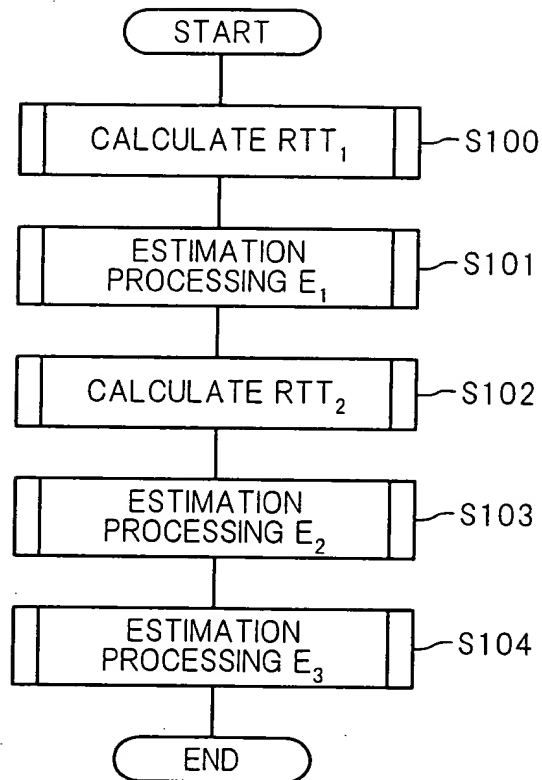 START
CALCULATE RTT₁
S100
ESTIMATION
PROCESSING E₁
S101
CALCULATE RTT₂
S102
ESTIMATION
PROCESSING E₂
S103
ESTIMATION
PROCESSING E₃
S104
END